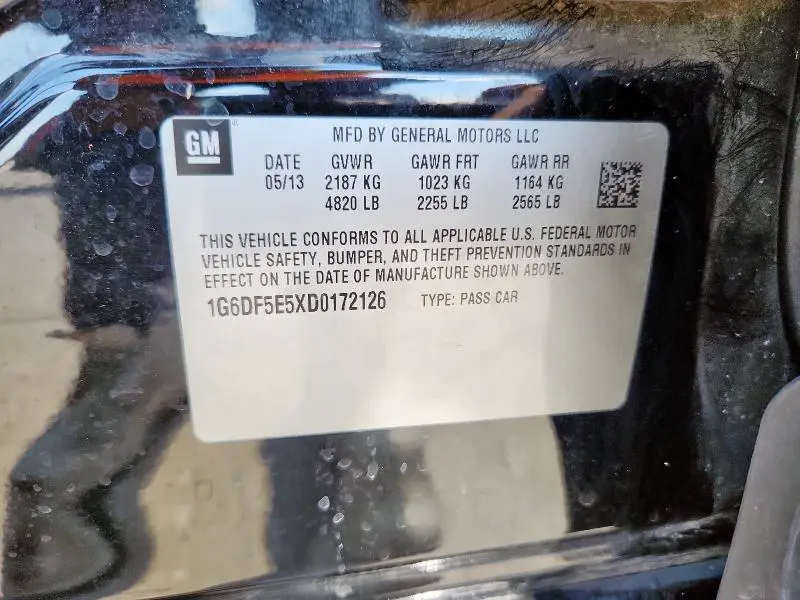 GM
MFD BY GENERAL MOTORS LLC
DATE GVWR GAWR FRT GAWR RR
05/13 2187 KG 1023 KG 1164 KG
4820 LB 2255 LB 2565 LB
THIS VEHICLE CONFORMS TO ALL APPLICABLE U.S. FEDERAL MOTOR
VEHICLE SAFETY, BUMPER, AND THEFT PREVENTION STANDARDS IN
EFFECT ON THE DATE OF MANUFACTURE SHOWN ABOVE.
1G6DF5E5XD0172126 TYPE: PASS CAR